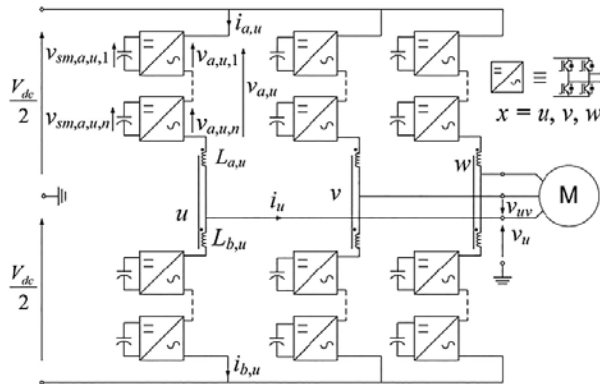 i_{a,u}
v_{sm,a,u,1}
v_{a,u,1}
V_{dc}/2
v_{a,u}
≡
x = u, v, w
v_{sm,a,u,n}
v_{a,u,n}
L_{a,u}
w
M
u
i_u
v
v_{uv}
v_u
L_{b,u}
V_{dc}/2
i_{b,u}